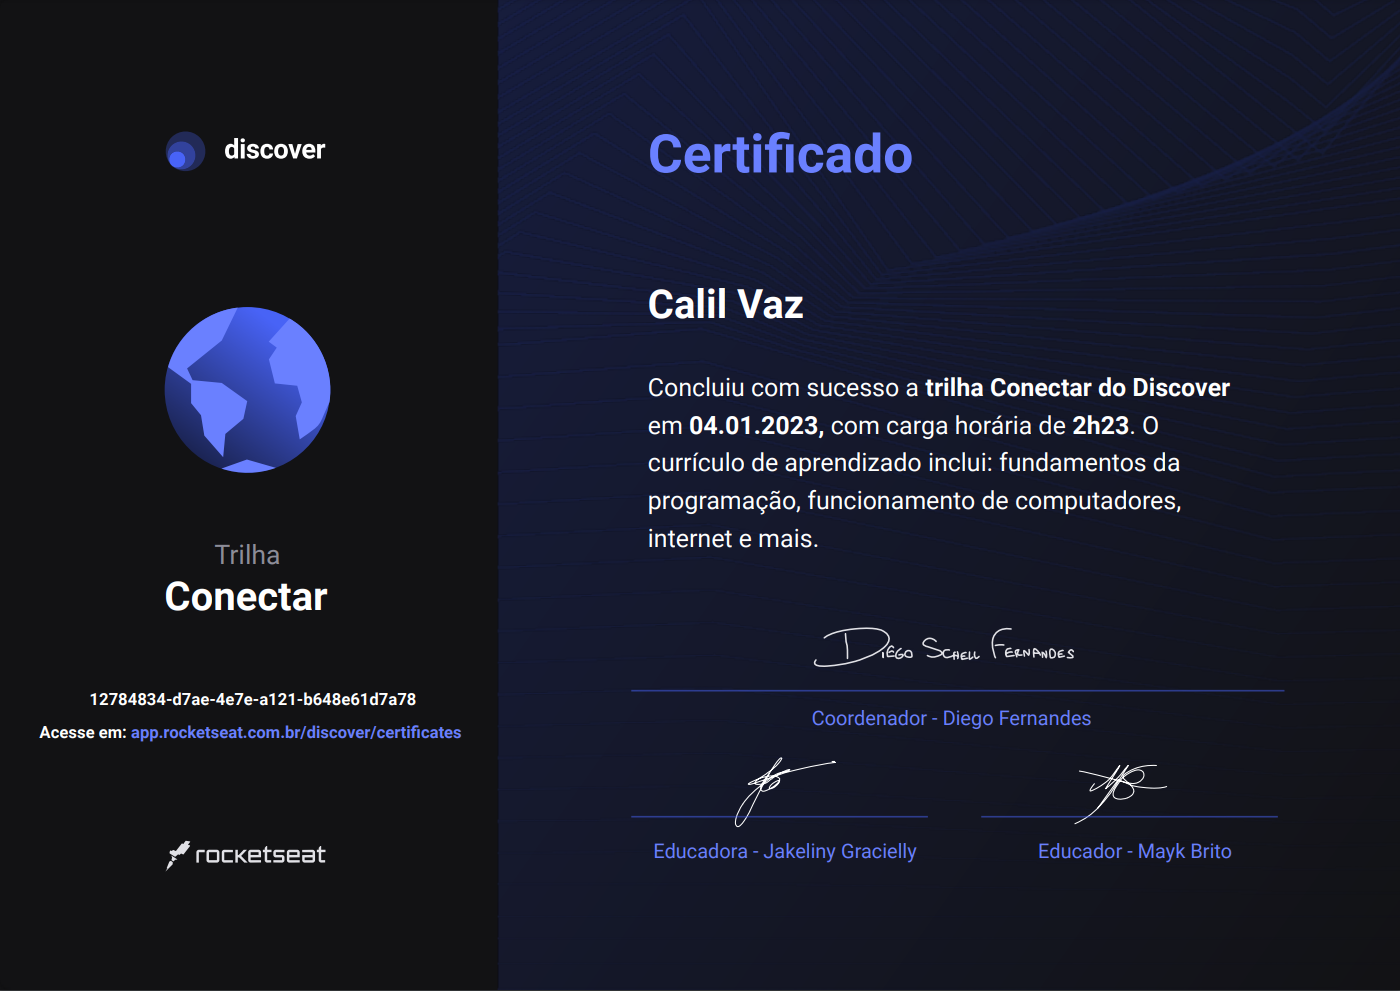 discover
Trilha
Conectar
12784834-d7ae-4e7e-a121-b648e61d7a78
Acesse em: app.rocketseat.com.br/discover/certificates
rocketseat
Certificado
Calil Vaz
Concluiu com sucesso a trilha Conectar do Discover
em 04.01.2023, com carga horária de 2h23. O
currículo de aprendizado inclui: fundamentos da
programação, funcionamento de computadores,
internet e mais.
Diego Schell Fernandes
Coordenador - Diego Fernandes
Educadora - Jakeliny Gracielly
Educador - Mayk Brito